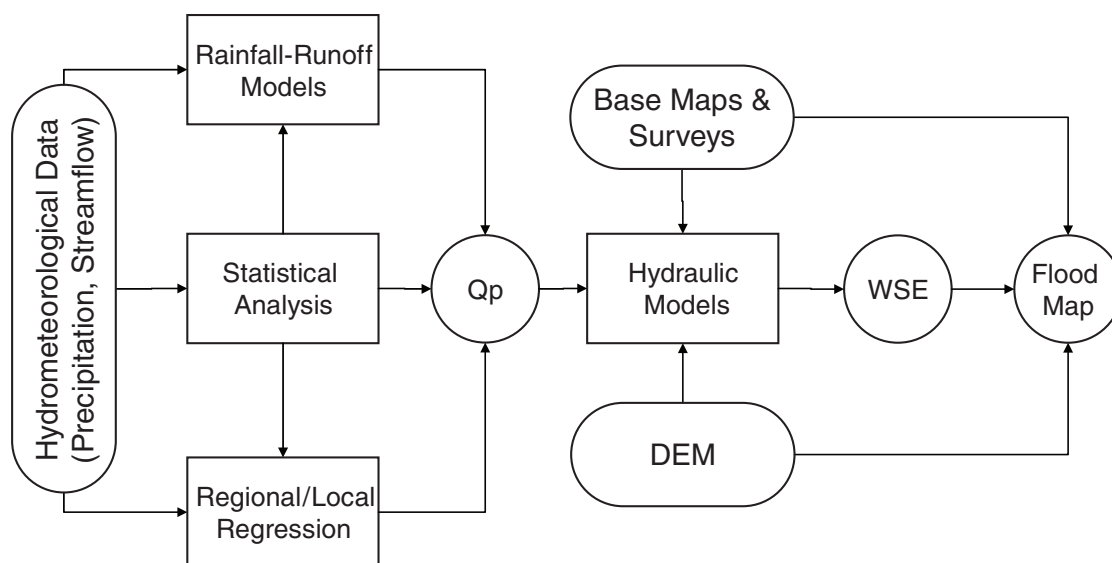 Hydrometeorological Data
(Precipitation, Streamflow)
Rainfall-Runoff
Models
Statistical
Analysis
Regional/Local
Regression
Qp
Base Maps &
Surveys
Hydraulic
Models
DEM
WSE
Flood
Map